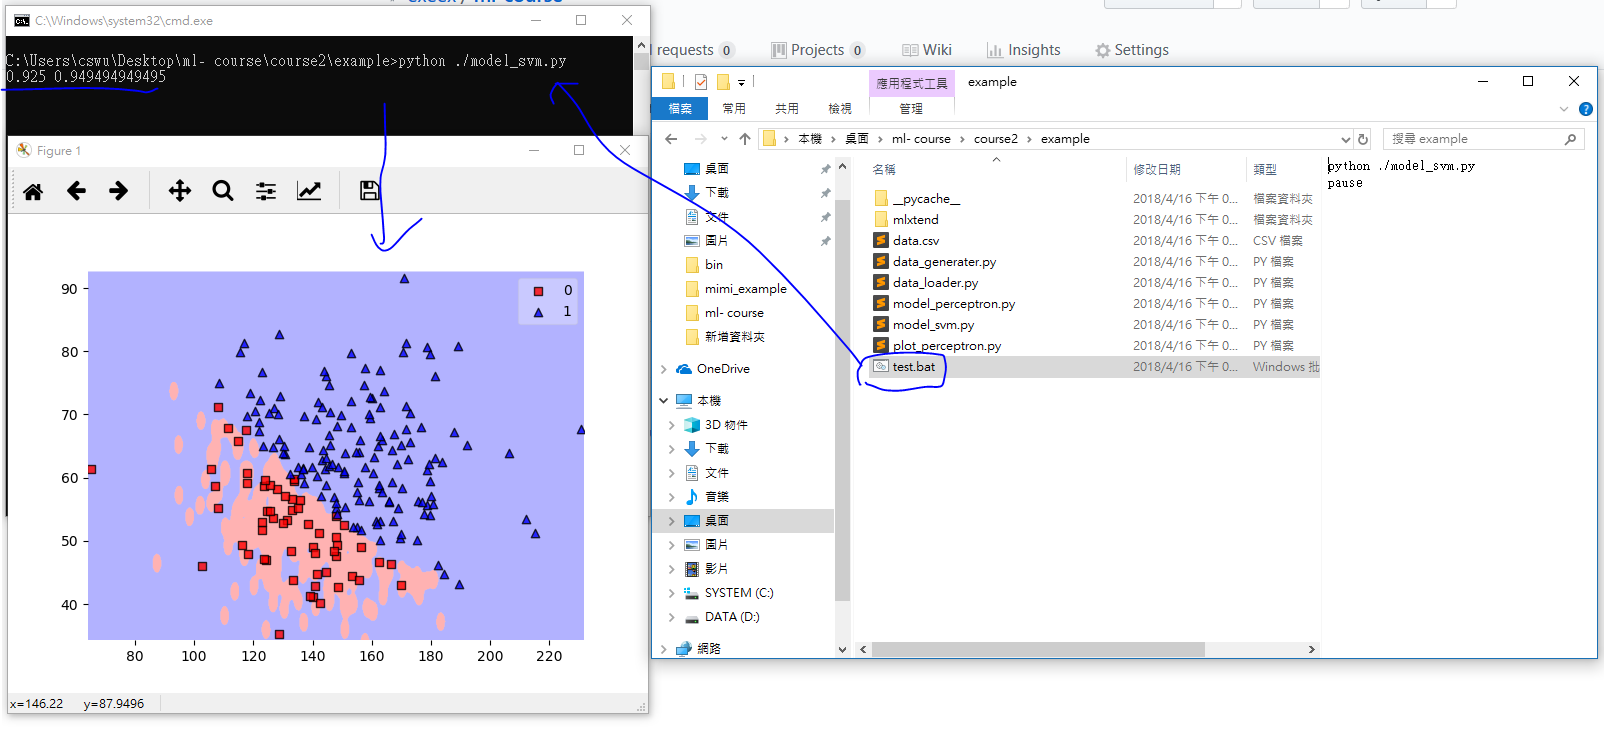 exeex / ml-course
C:\Windows\system32\cmd.exe
C:\Users\cswu\Desktop\ml- course\course2\example>python ./model_svm.py
0.925 0.949494949495
requests 0 Projects 0 Wiki Insights Settings
Figure 1
0
1
90
80
70
60
50
40
80 100 120 140 160 180 200 220
x=146.22 y=87.9496
應用程式工具 example
檔案 常用 共用 檢視 管理
本機 › 桌面 › ml- course › course2 › example
搜尋 example
桌面
下載
文件
圖片
bin
mimi_example
ml- course
新增資料夾
OneDrive
本機
3D 物件
下載
文件
音樂
桌面
圖片
影片
SYSTEM (C:)
DATA (D:)
網路
名稱 修改日期 類型
__pycache__ 2018/4/16 下午 0... 檔案資料夾
mlxtend 2018/4/16 下午 0... 檔案資料夾
data.csv 2018/4/16 下午 0... CSV 檔案
data_generater.py 2018/4/16 下午 0... PY 檔案
data_loader.py 2018/4/16 下午 0... PY 檔案
model_perceptron.py 2018/4/16 下午 0... PY 檔案
model_svm.py 2018/4/16 下午 0... PY 檔案
plot_perceptron.py 2018/4/16 下午 0... PY 檔案
test.bat 2018/4/16 下午 0... Windows 批
python ./model_svm.py
pause